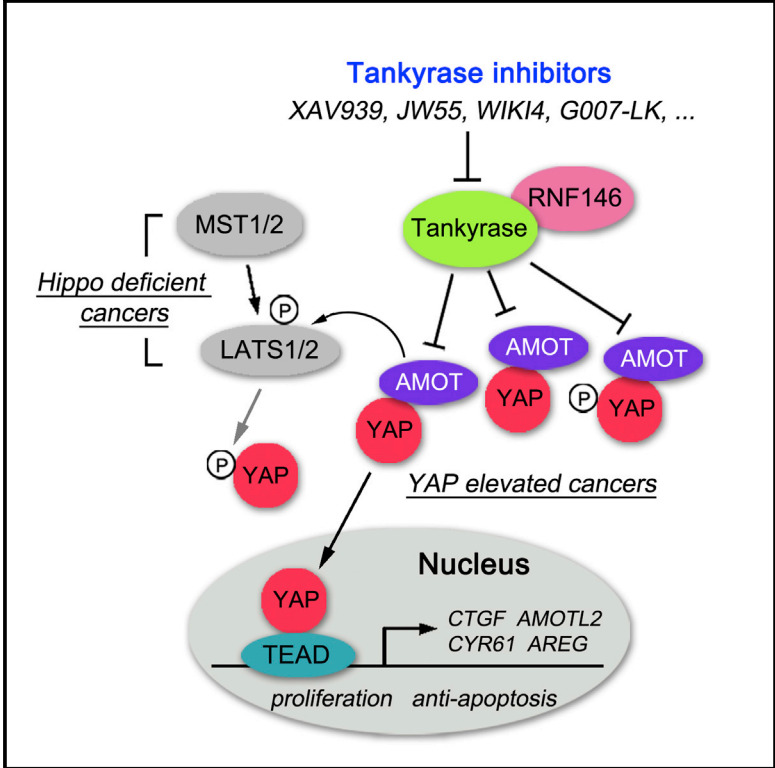 Tankyrase inhibitors
XAV939, JW55, WIKI4, G007-LK, ...
RNF146
Tankyrase
MST1/2
Hippo deficient
cancers
P
LATS1/2
AMOT
YAP
AMOT
YAP
AMOT
P
YAP
P
YAP
YAP elevated cancers
Nucleus
YAP
TEAD
CTGF AMOTL2
CYR61 AREG
proliferation anti-apoptosis